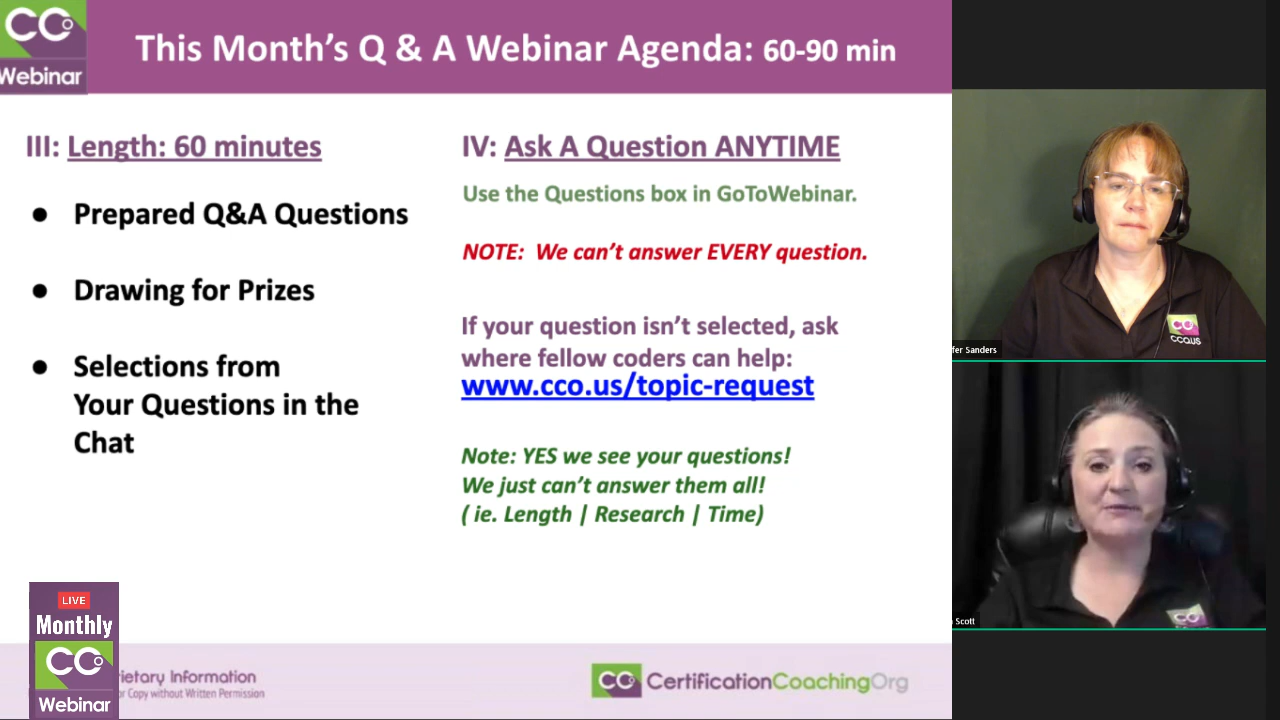 CCO
Webinar
This Month's Q & A Webinar Agenda: 60-90 min
III: Length: 60 minutes
● Prepared Q&A Questions
● Drawing for Prizes
● Selections from
Your Questions in the
Chat
IV: Ask A Question ANYTIME
Use the Questions box in GoToWebinar.
NOTE: We can't answer EVERY question.
If your question isn't selected, ask
where fellow coders can help:
www.cco.us/topic-request
Note: YES we see your questions!
We just can't answer them all!
( ie. Length | Research | Time)
LIVE
Monthly
CCO
Webinar
rietary Information
or Copy without Written Permission
CCO CertificationCoachingOrg
CCO
CCO.US
fer Sanders
CCO
Scott